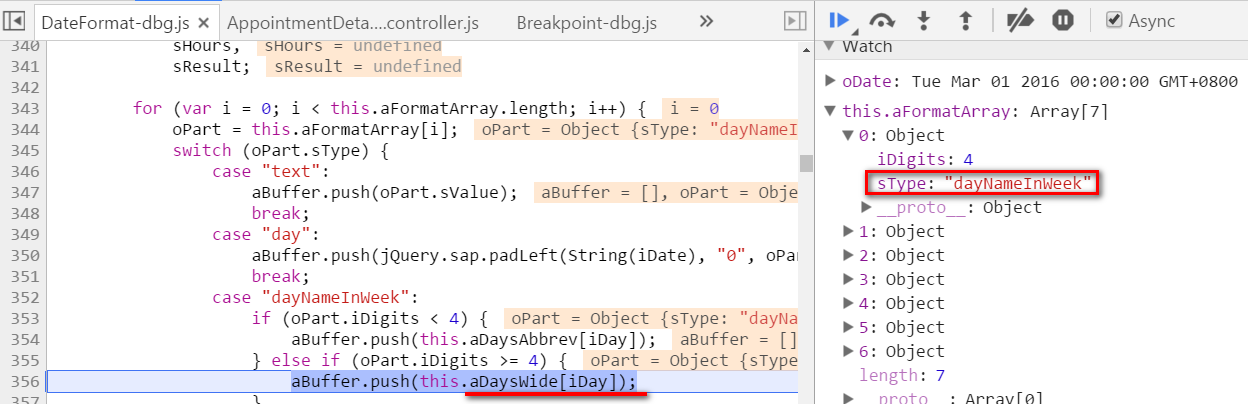 DateFormat-dbg.js × AppointmentDeta....controller.js Breakpoint-dbg.js »
340 sHours, sHours = undefined
341 sResult; sResult = undefined
342
343 for (var i = 0; i < this.aFormatArray.length; i++) { i = 0
344 oPart = this.aFormatArray[i]; oPart = Object {sType: "dayNameI
345 switch (oPart.sType) {
346 case "text":
347 aBuffer.push(oPart.sValue); aBuffer = [], oPart = Obje
348 break;
349 case "day":
350 aBuffer.push(jQuery.sap.padLeft(String(iDate), "0", oPa
351 break;
352 case "dayNameInWeek":
353 if (oPart.iDigits < 4) { oPart = Object {sType: "dayNa
354 aBuffer.push(this.aDaysAbbrev[iDay]); aBuffer = []
355 } else if (oPart.iDigits >= 4) { oPart = Object {sType
356 aBuffer.push(this.aDaysWide[iDay]);
}
Async
Watch
oDate: Tue Mar 01 2016 00:00:00 GMT+0800
this.aFormatArray: Array[7]
0: Object
iDigits: 4
sType: "dayNameInWeek"
__proto__: Object
1: Object
2: Object
3: Object
4: Object
5: Object
6: Object
length: 7
__proto__: Array[0]